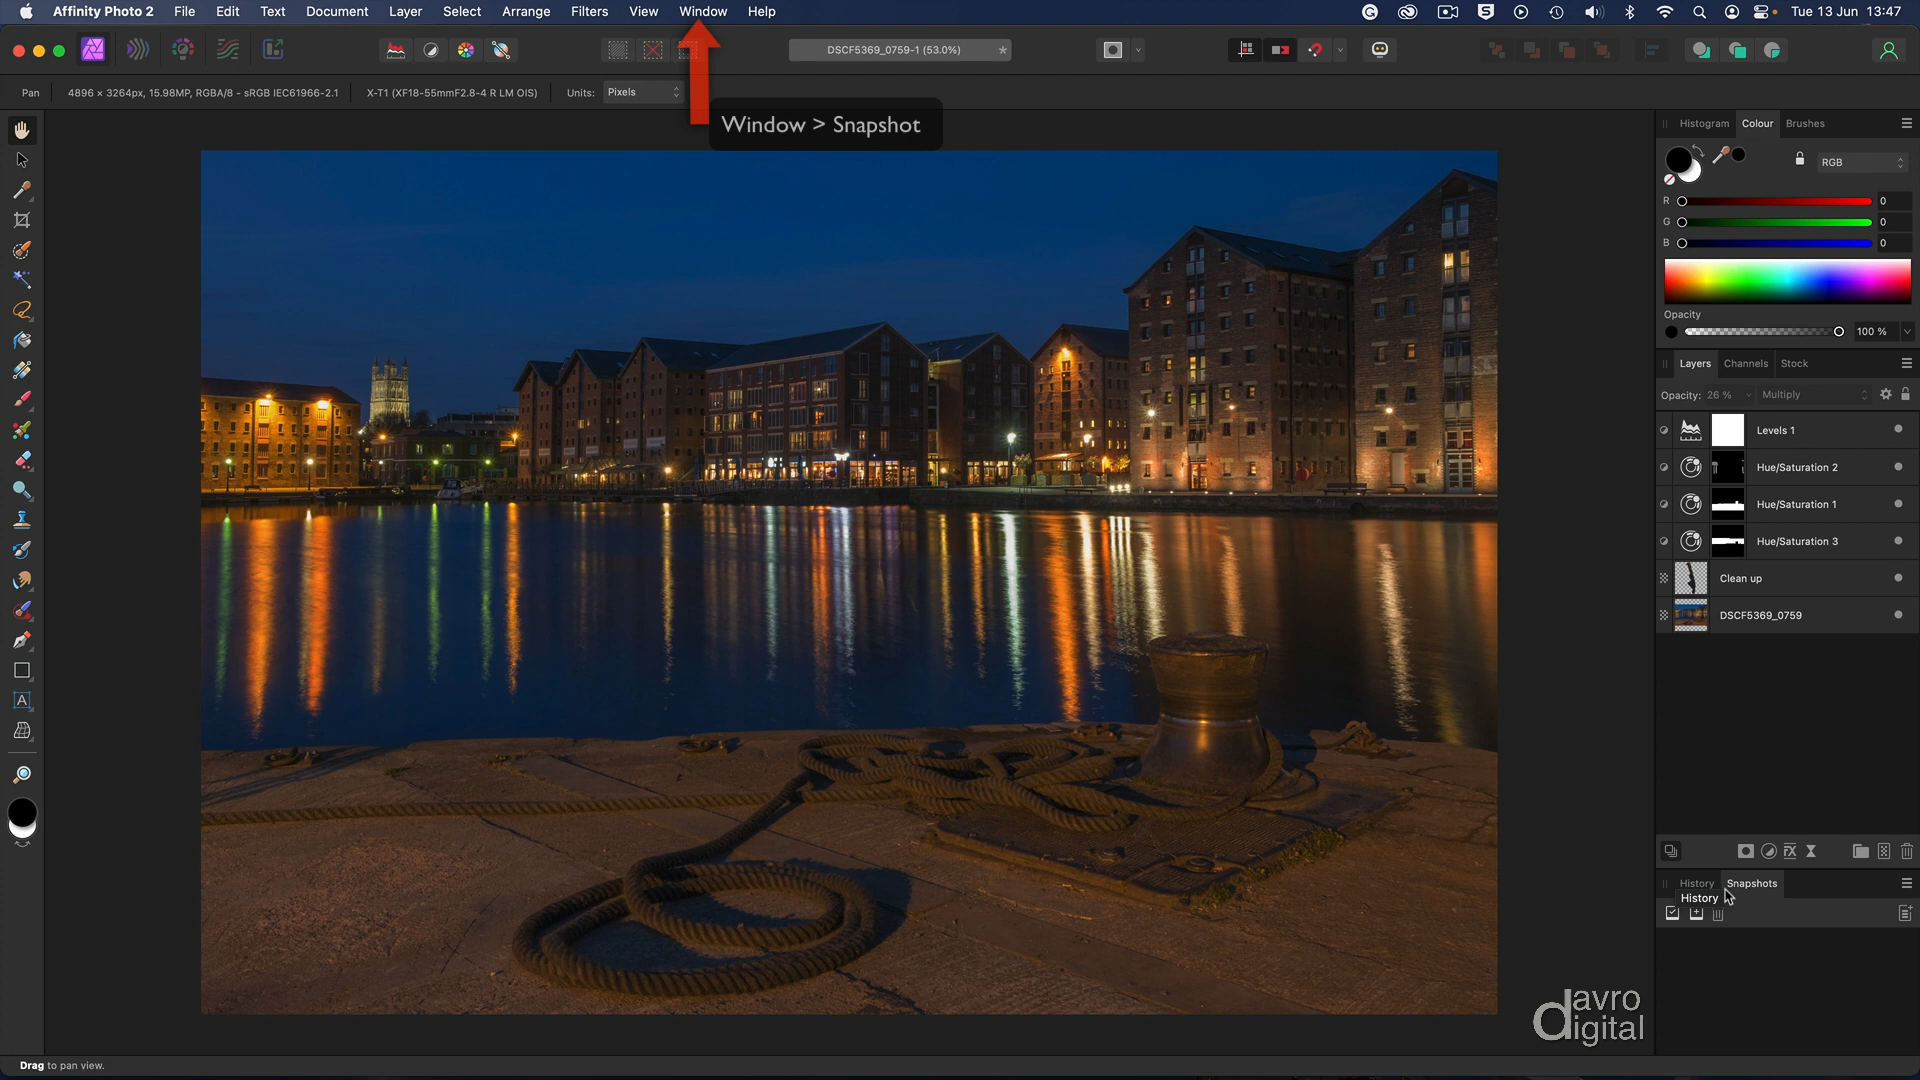 Affinity Photo 2 File Edit Text Document Layer Select Arrange Filters View Window Help Tue 13 Jun 13:47
DSCF5369_0759-1 (53.0%)
Pan 4896 × 3264px, 15.98MP, RGBA/8 - sRGB IEC61966-2.1 X-T1 (XF18-55mmF2.8-4 R LM OIS) Units: Pixels
Window > Snapshot
Histogram Colour Brushes
RGB
R 0
G 0
B 0
Opacity
100 %
Layers Channels Stock
Opacity: 26 % Multiply
Levels 1
Hue/Saturation 2
Hue/Saturation 1
Hue/Saturation 3
Clean up
DSCF5369_0759
History Snapshots
History
davro
digital
Drag to pan view.